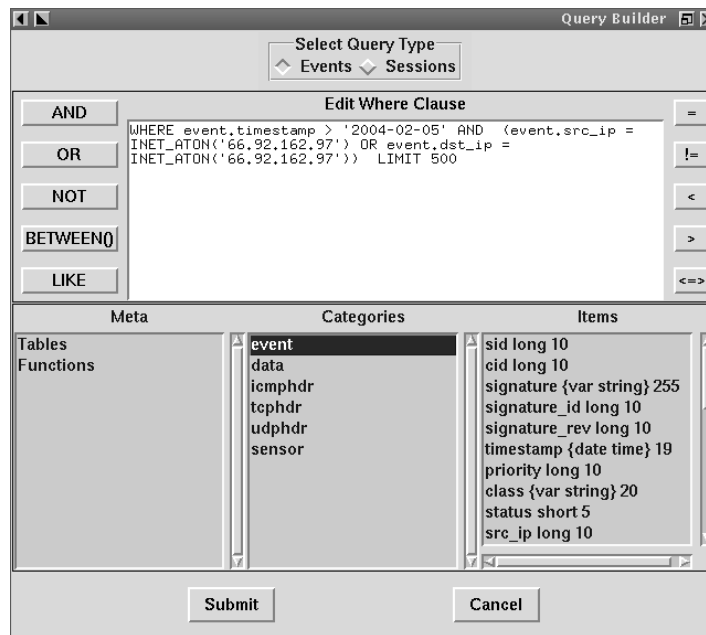 Query Builder
Select Query Type
Events Sessions
Edit Where Clause
AND
OR
NOT
BETWEEN()
LIKE
WHERE event.timestamp > '2004-02-05' AND  (event.src_ip =
INET_ATON('66.92.162.97') OR event.dst_ip =
INET_ATON('66.92.162.97'))  LIMIT 500
=
!=
<
>
<=>
Meta
Tables
Functions
Categories
event
data
icmphdr
tcphdr
udphdr
sensor
Items
sid long 10
cid long 10
signature {var string} 255
signature_id long 10
signature_rev long 10
timestamp {date time} 19
priority long 10
class {var string} 20
status short 5
src_ip long 10
Submit
Cancel